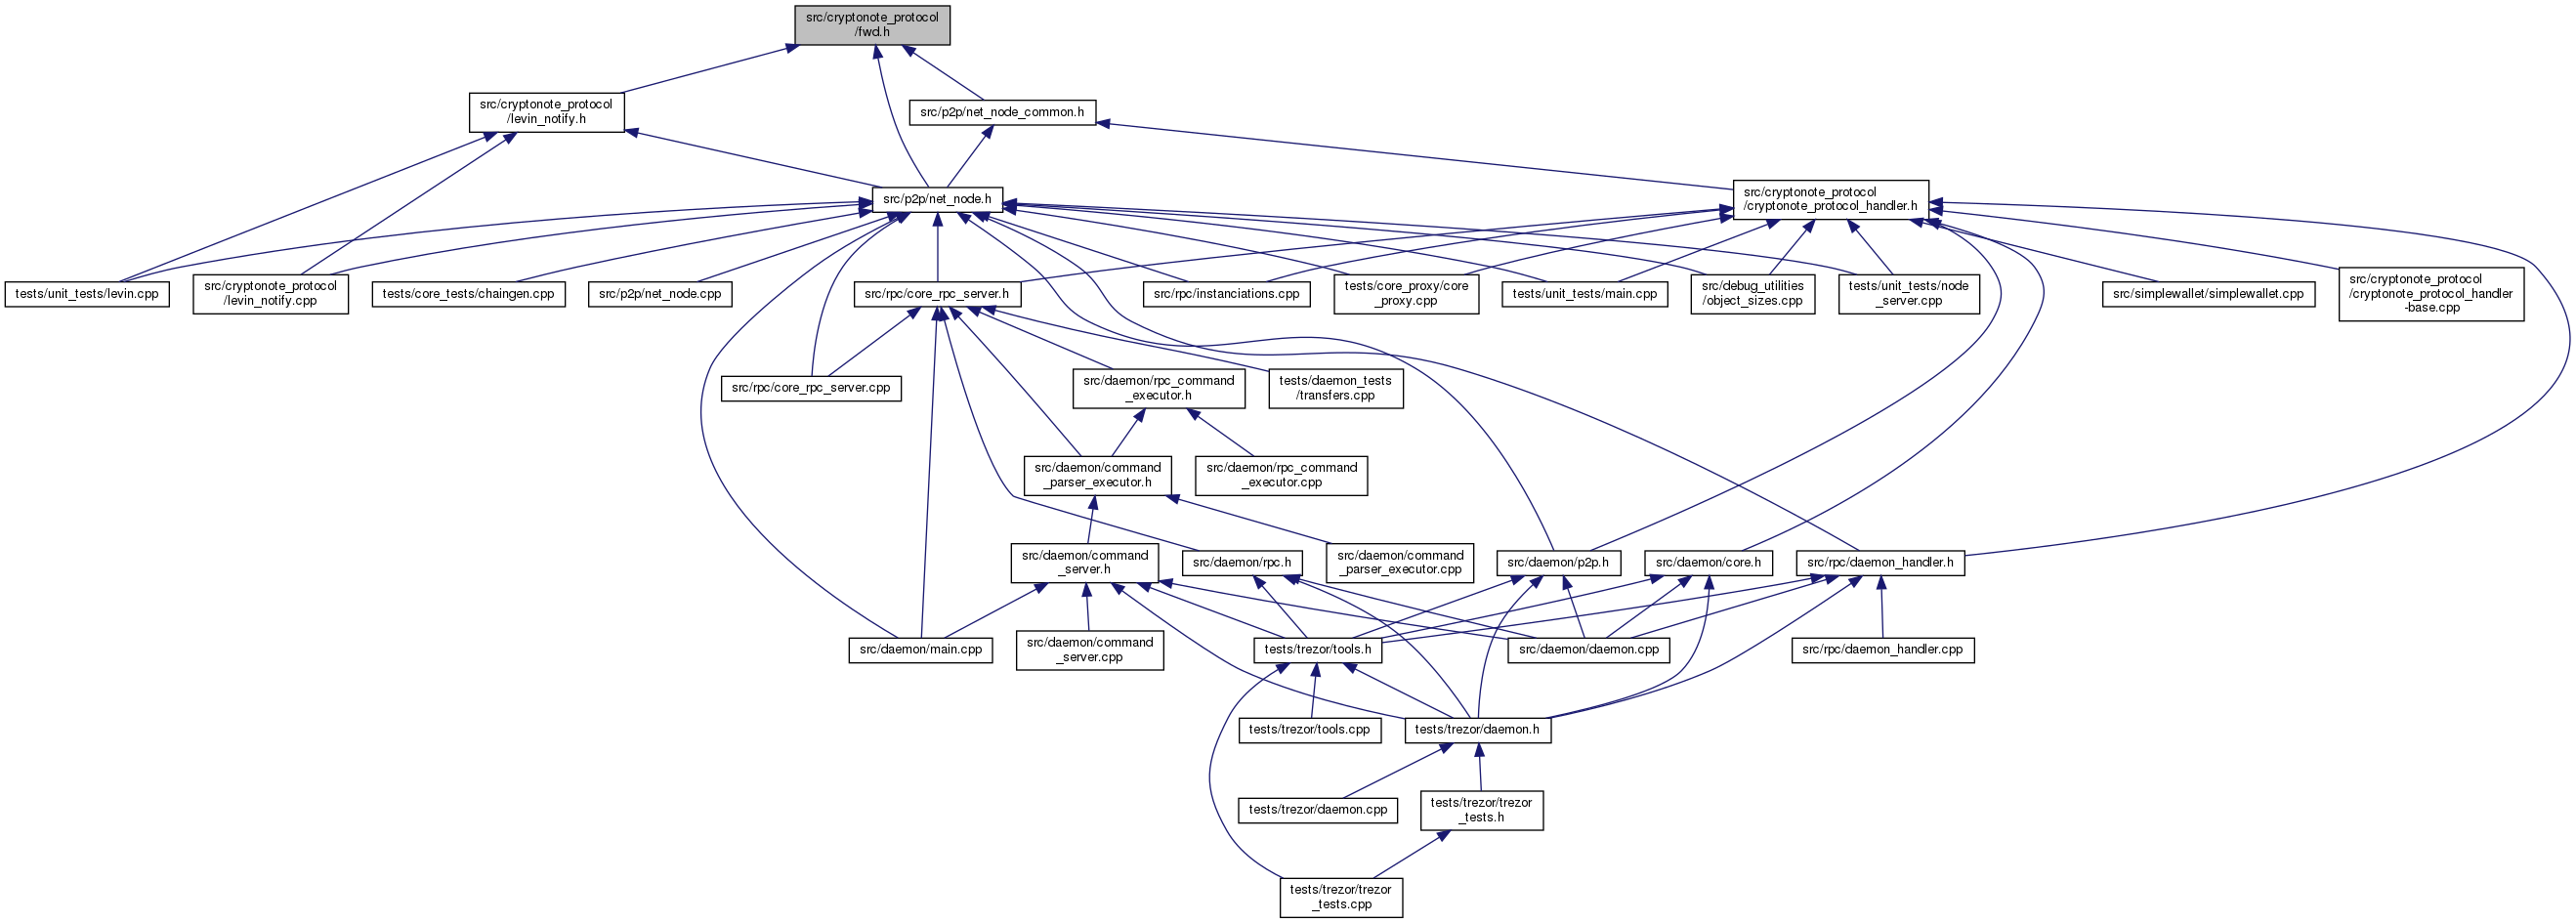 src/cryptonote_protocol
/fwd.h
src/cryptonote_protocol
/levin_notify.h
src/p2p/net_node_common.h
src/p2p/net_node.h
src/cryptonote_protocol
/cryptonote_protocol_handler.h
tests/unit_tests/levin.cpp
src/cryptonote_protocol
/levin_notify.cpp
tests/core_tests/chaingen.cpp
src/p2p/net_node.cpp
src/rpc/core_rpc_server.h
src/rpc/instanciations.cpp
tests/core_proxy/core
_proxy.cpp
tests/unit_tests/main.cpp
src/debug_utilities
/object_sizes.cpp
tests/unit_tests/node
_server.cpp
src/simplewallet/simplewallet.cpp
src/cryptonote_protocol
/cryptonote_protocol_handler
-base.cpp
src/rpc/core_rpc_server.cpp
src/daemon/rpc_command
_executor.h
tests/daemon_tests
/transfers.cpp
src/daemon/command
_parser_executor.h
src/daemon/rpc_command
_executor.cpp
src/daemon/command
_server.h
src/daemon/rpc.h
src/daemon/command
_parser_executor.cpp
src/daemon/p2p.h
src/daemon/core.h
src/rpc/daemon_handler.h
src/daemon/main.cpp
src/daemon/command
_server.cpp
tests/trezor/tools.h
src/daemon/daemon.cpp
src/rpc/daemon_handler.cpp
tests/trezor/tools.cpp
tests/trezor/daemon.h
tests/trezor/daemon.cpp
tests/trezor/trezor
_tests.h
tests/trezor/trezor
_tests.cpp